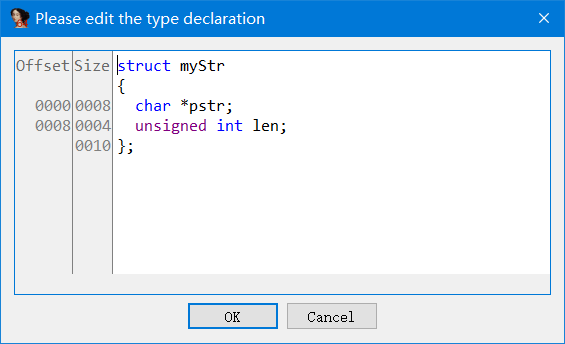 Please edit the type declaration
Offset Size struct myStr
{
0000 0008 char *pstr;
0008 0004 unsigned int len;
0010 };
OK Cancel